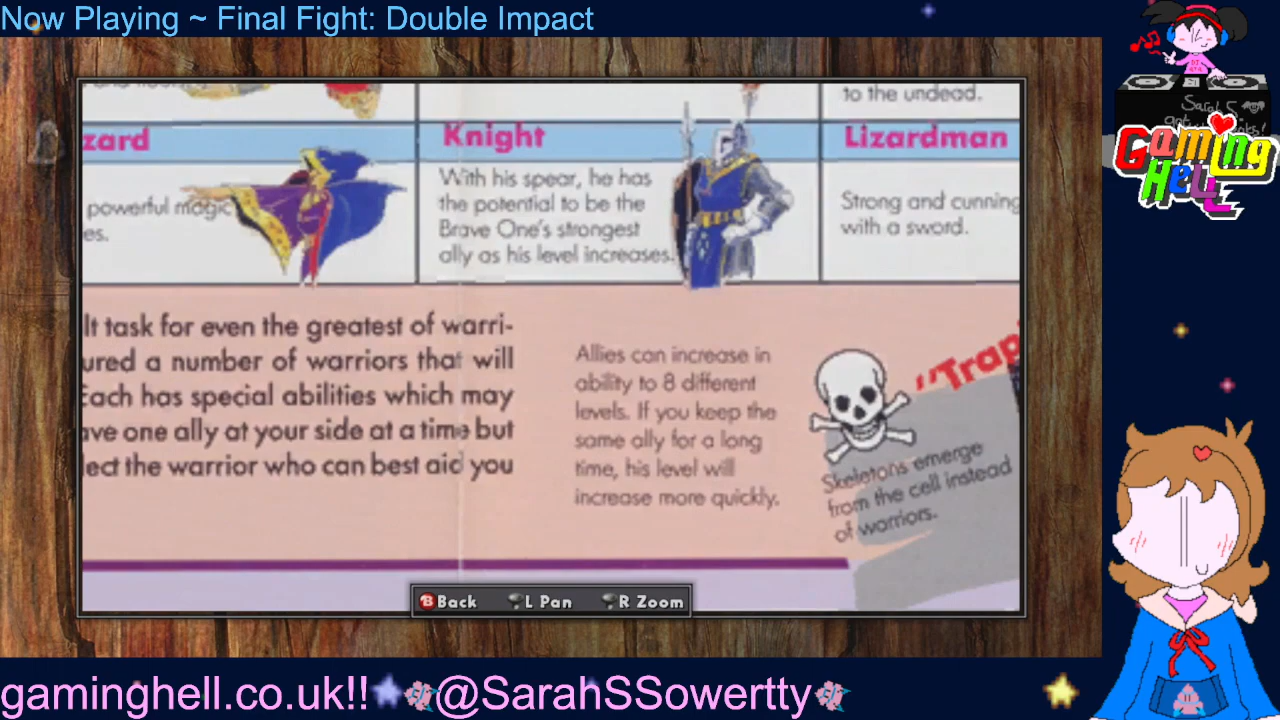 Now Playing ~ Final Fight: Double Impact
to the undead.
zard
Knight
Lizardman
powerful magic
es.
With his spear, he has
the potential to be the
Brave One's strongest
ally as his level increases.
Strong and cunning
with a sword.
lt task for even the greatest of warri-
ured a number of warriors that will
Each has special abilities which may
ave one ally at your side at a time but
lect the warrior who can best aid you
Allies can increase in
ability to 8 different
levels. If you keep the
same ally for a long
time, his level will
increase more quickly.
"Trap
Skeletons emerge
from the cell instead
of warriors.
B Back L Pan R Zoom
Sarah S
Gaming
Hell
gaminghell.co.uk!! @SarahSSowertty